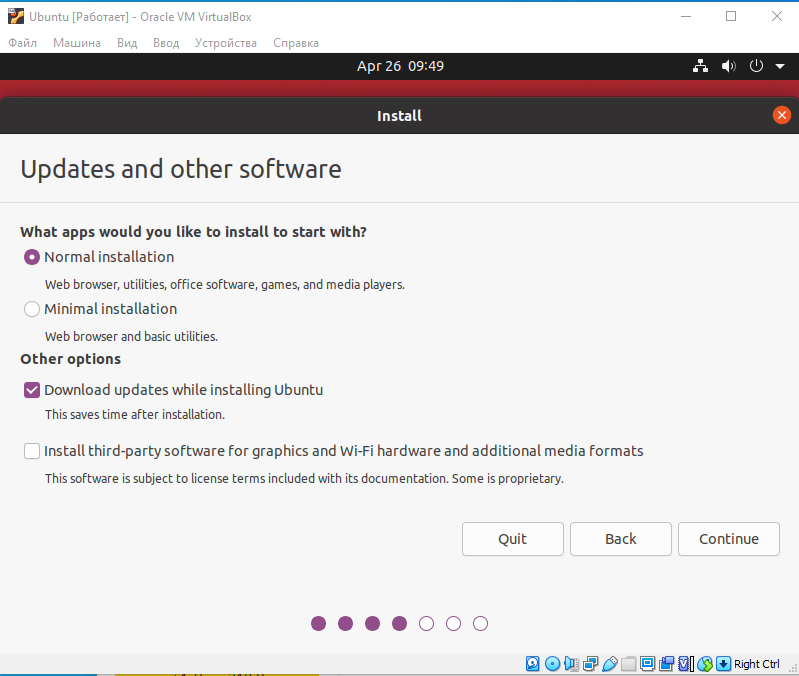 Ubuntu [Работает] - Oracle VM VirtualBox
Файл Машина Вид Ввод Устройства Справка
Apr 26 09:49
Install
Updates and other software
What apps would you like to install to start with?
Normal installation
Web browser, utilities, office software, games, and media players.
Minimal installation
Web browser and basic utilities.
Other options
Download updates while installing Ubuntu
This saves time after installation.
Install third-party software for graphics and Wi-Fi hardware and additional media formats
This software is subject to license terms included with its documentation. Some is proprietary.
Quit Back Continue
Right Ctrl